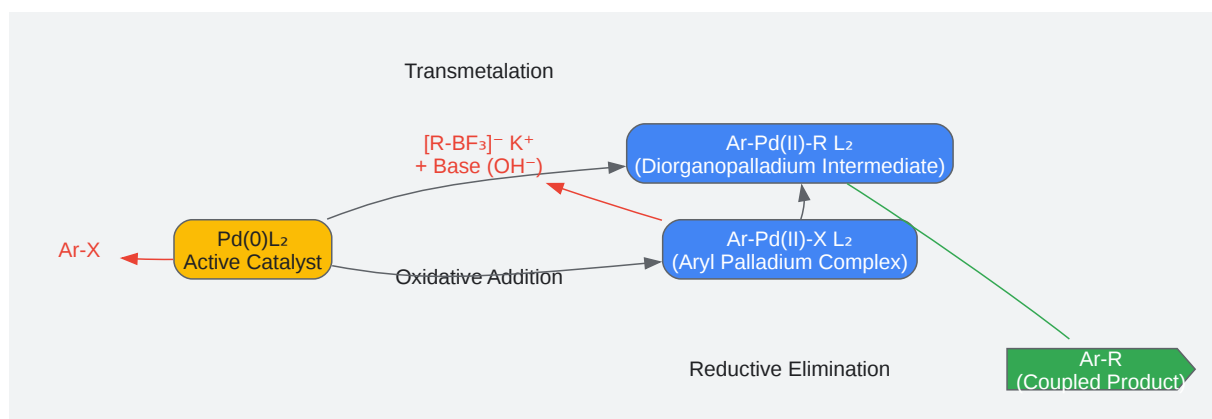 Transmetalation
[R-BF₃]⁻ K⁺
+ Base (OH⁻)
Ar-Pd(II)-R L₂
(Diorganopalladium Intermediate)
Ar-X
Pd(0)L₂
Active Catalyst
Ar-Pd(II)-X L₂
(Aryl Palladium Complex)
Oxidative Addition
Reductive Elimination
Ar-R
(Coupled Product)